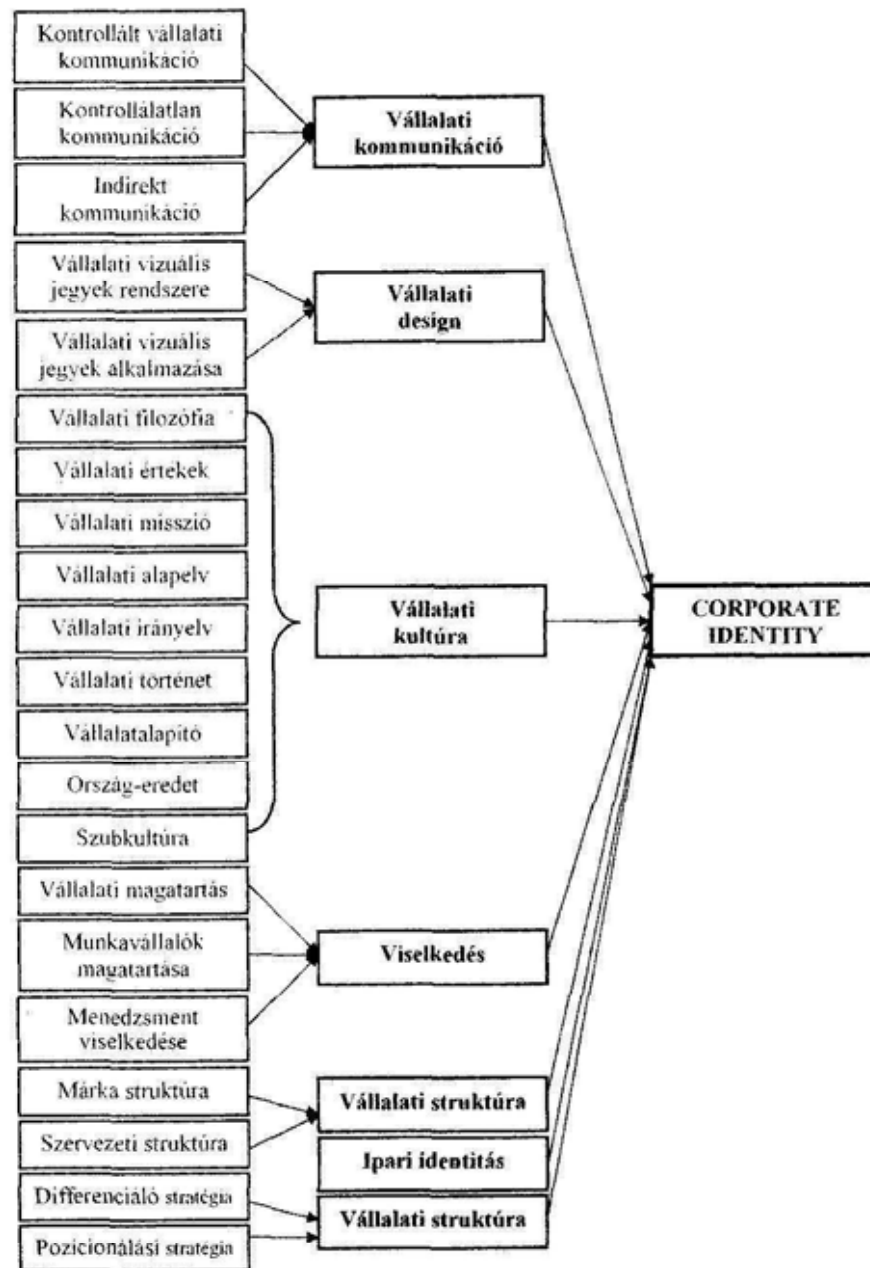 Kontrollált vállalati
kommunikáció
Kontrollálatlan
kommunikáció
Indirekt
kommunikáció
Vállalati vizuális
jegyek rendszere
Vállalati vizuális
jegyek alkalmazása
Vállalati filozófia
Vállalati értékek
Vállalati misszió
Vállalati alapelv
Vállalati irányelv
Vállalati történet
Vállalatalapító
Ország-eredet
Szubkultúra
Vállalati magatartás
Munkavállalók
magatartása
Menedzsment
viselkedése
Márka struktúra
Szervezeti struktúra
Differenciáló stratégia
Pozicionálási stratégia
Vállalati
kommunikáció
Vállalati
design
Vállalati
kultúra
Viselkedés
Vállalati struktúra
Ipari identitás
Vállalati struktúra
CORPORATE
IDENTITY